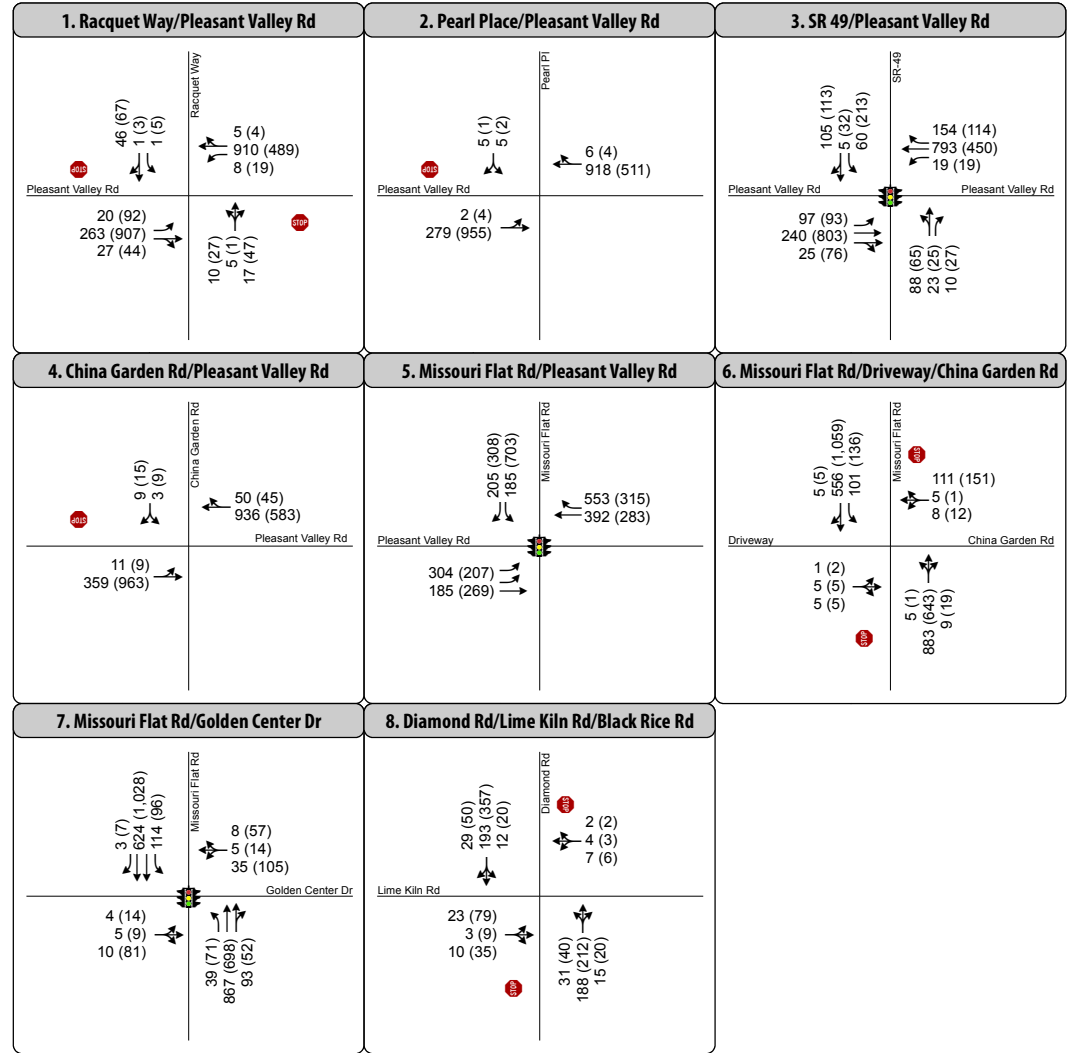 1. Racquet Way/Pleasant Valley Rd
Racquet Way
46 (67)
1 (3)
1 (5)
5 (4)
910 (489)
8 (19)
STOP
Pleasant Valley Rd
20 (92)
263 (907)
27 (44)
10 (27)
5 (1)
17 (47)
STOP
2. Pearl Place/Pleasant Valley Rd
Pearl Pl
5 (1)
5 (2)
6 (4)
918 (511)
STOP
Pleasant Valley Rd
2 (4)
279 (955)
3. SR 49/Pleasant Valley Rd
SR-49
105 (113)
5 (32)
60 (213)
154 (114)
793 (450)
19 (19)
Pleasant Valley Rd
Pleasant Valley Rd
97 (93)
240 (803)
25 (76)
88 (65)
23 (25)
10 (27)
4. China Garden Rd/Pleasant Valley Rd
China Garden Rd
9 (15)
3 (9)
50 (45)
936 (583)
STOP
Pleasant Valley Rd
11 (9)
359 (963)
5. Missouri Flat Rd/Pleasant Valley Rd
Missouri Flat Rd
205 (308)
185 (703)
553 (315)
392 (283)
Pleasant Valley Rd
304 (207)
185 (269)
6. Missouri Flat Rd/Driveway/China Garden Rd
Missouri Flat Rd
5 (5)
556 (1,059)
101 (136)
STOP
111 (151)
5 (1)
8 (12)
Driveway
China Garden Rd
1 (2)
5 (5)
5 (5)
5 (1)
883 (643)
9 (19)
STOP
7. Missouri Flat Rd/Golden Center Dr
Missouri Flat Rd
3 (7)
624 (1,028)
114 (96)
8 (57)
5 (14)
35 (105)
Golden Center Dr
4 (14)
5 (9)
10 (81)
39 (71)
867 (698)
93 (52)
8. Diamond Rd/Lime Kiln Rd/Black Rice Rd
Diamond Rd
29 (50)
193 (357)
12 (20)
STOP
2 (2)
4 (3)
7 (6)
Lime Kiln Rd
23 (79)
3 (9)
10 (35)
31 (40)
188 (212)
15 (20)
STOP